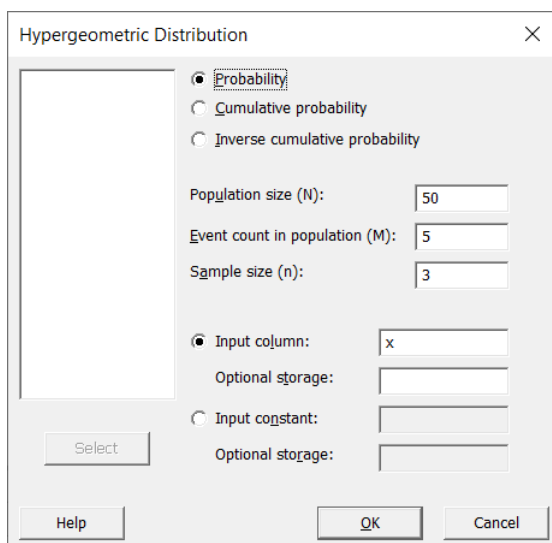 Hypergeometric Distribution
Probability
Cumulative probability
Inverse cumulative probability
Population size (N): 50
Event count in population (M): 5
Sample size (n): 3
Input column: x
Optional storage:
Input constant:
Optional storage:
Select
Help OK Cancel